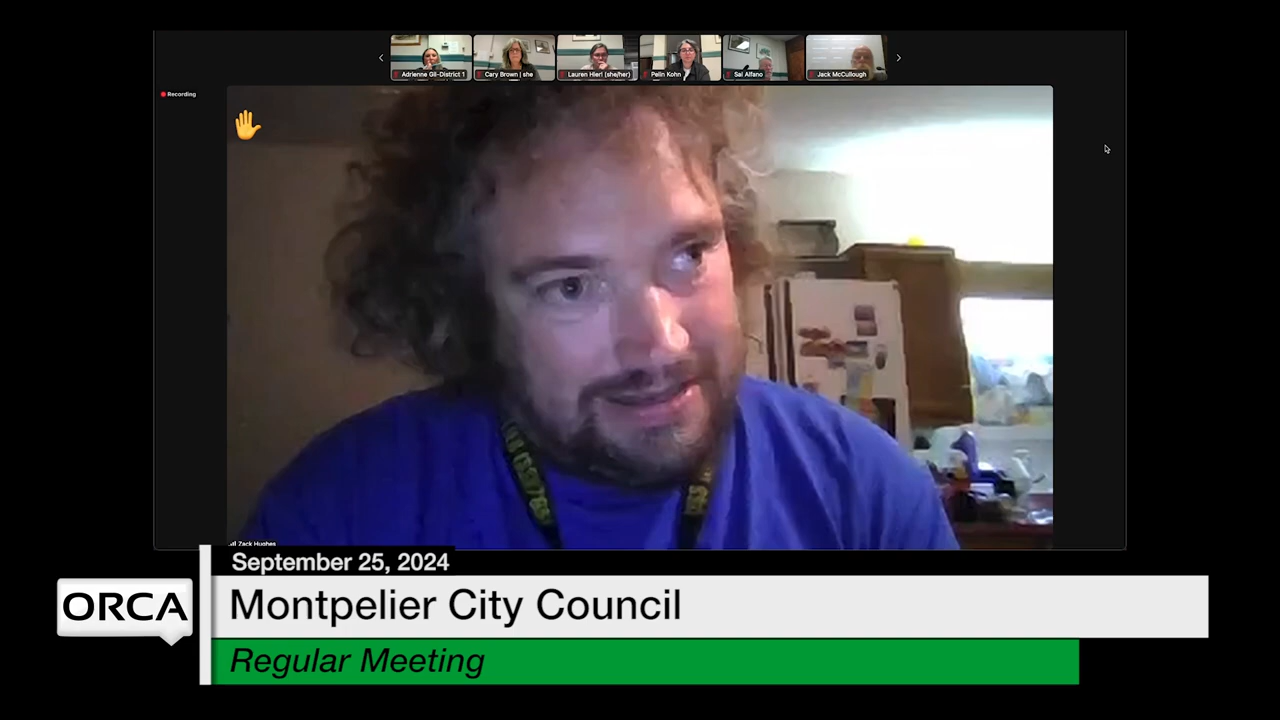 Adrienne Gil-District 1
Cary Brown | she
Lauren Hierl (she/her)
Pelin Kohn
Sal Alfano
Jack McCullough
Recording
Zack Hughes
September 25, 2024
ORCA
Montpelier City Council
Regular Meeting